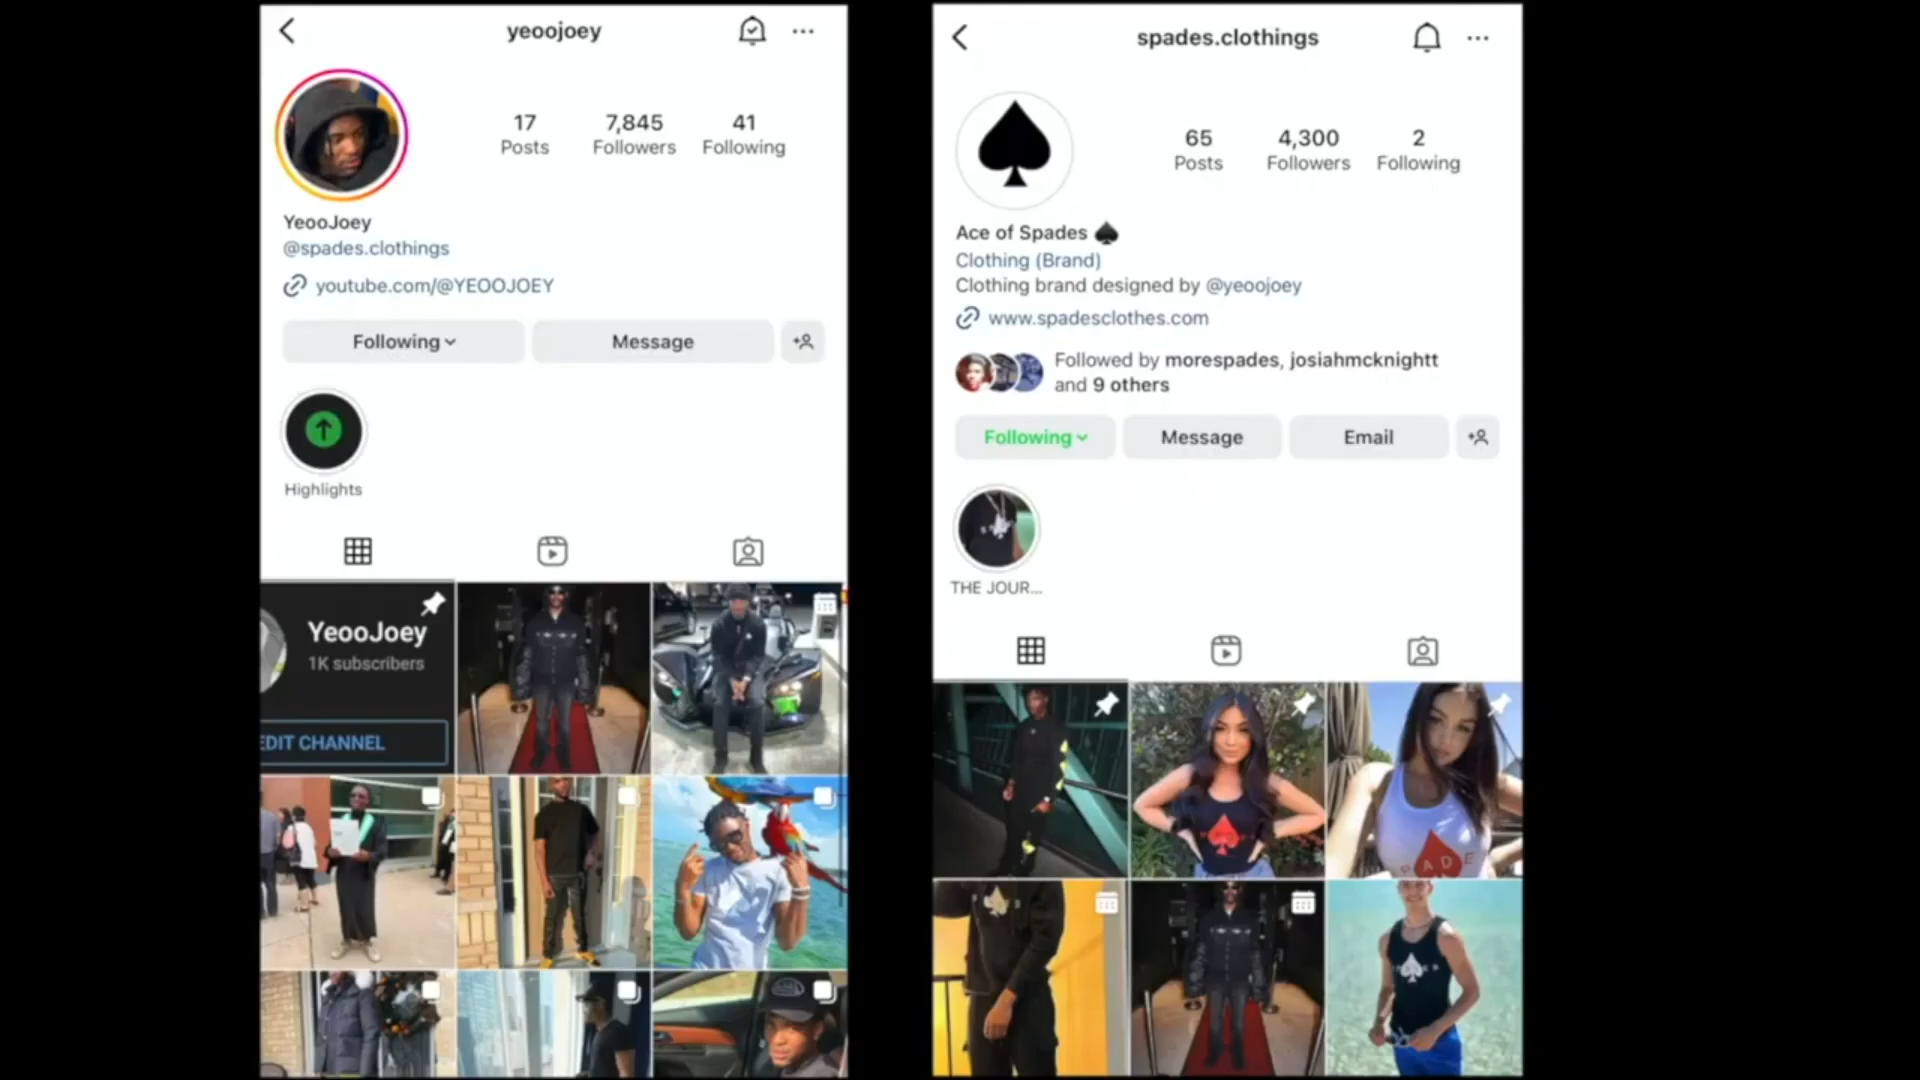 yeoojoey
17
7,845
41
Posts
Followers
Following
YeooJoey
@spades.clothings
youtube.com/@YEOOJOEY
Following
Message
Highlights
YeooJoey
1K subscribers
EDIT CHANNEL
spades.clothings
65
4,300
2
Posts
Followers
Following
Ace of Spades
Clothing (Brand)
Clothing brand designed by @yeoojoey
www.spadesclothes.com
Followed by morespades, josiahmcknightt
and 9 others
Following
Message
Email
THE JOUR...